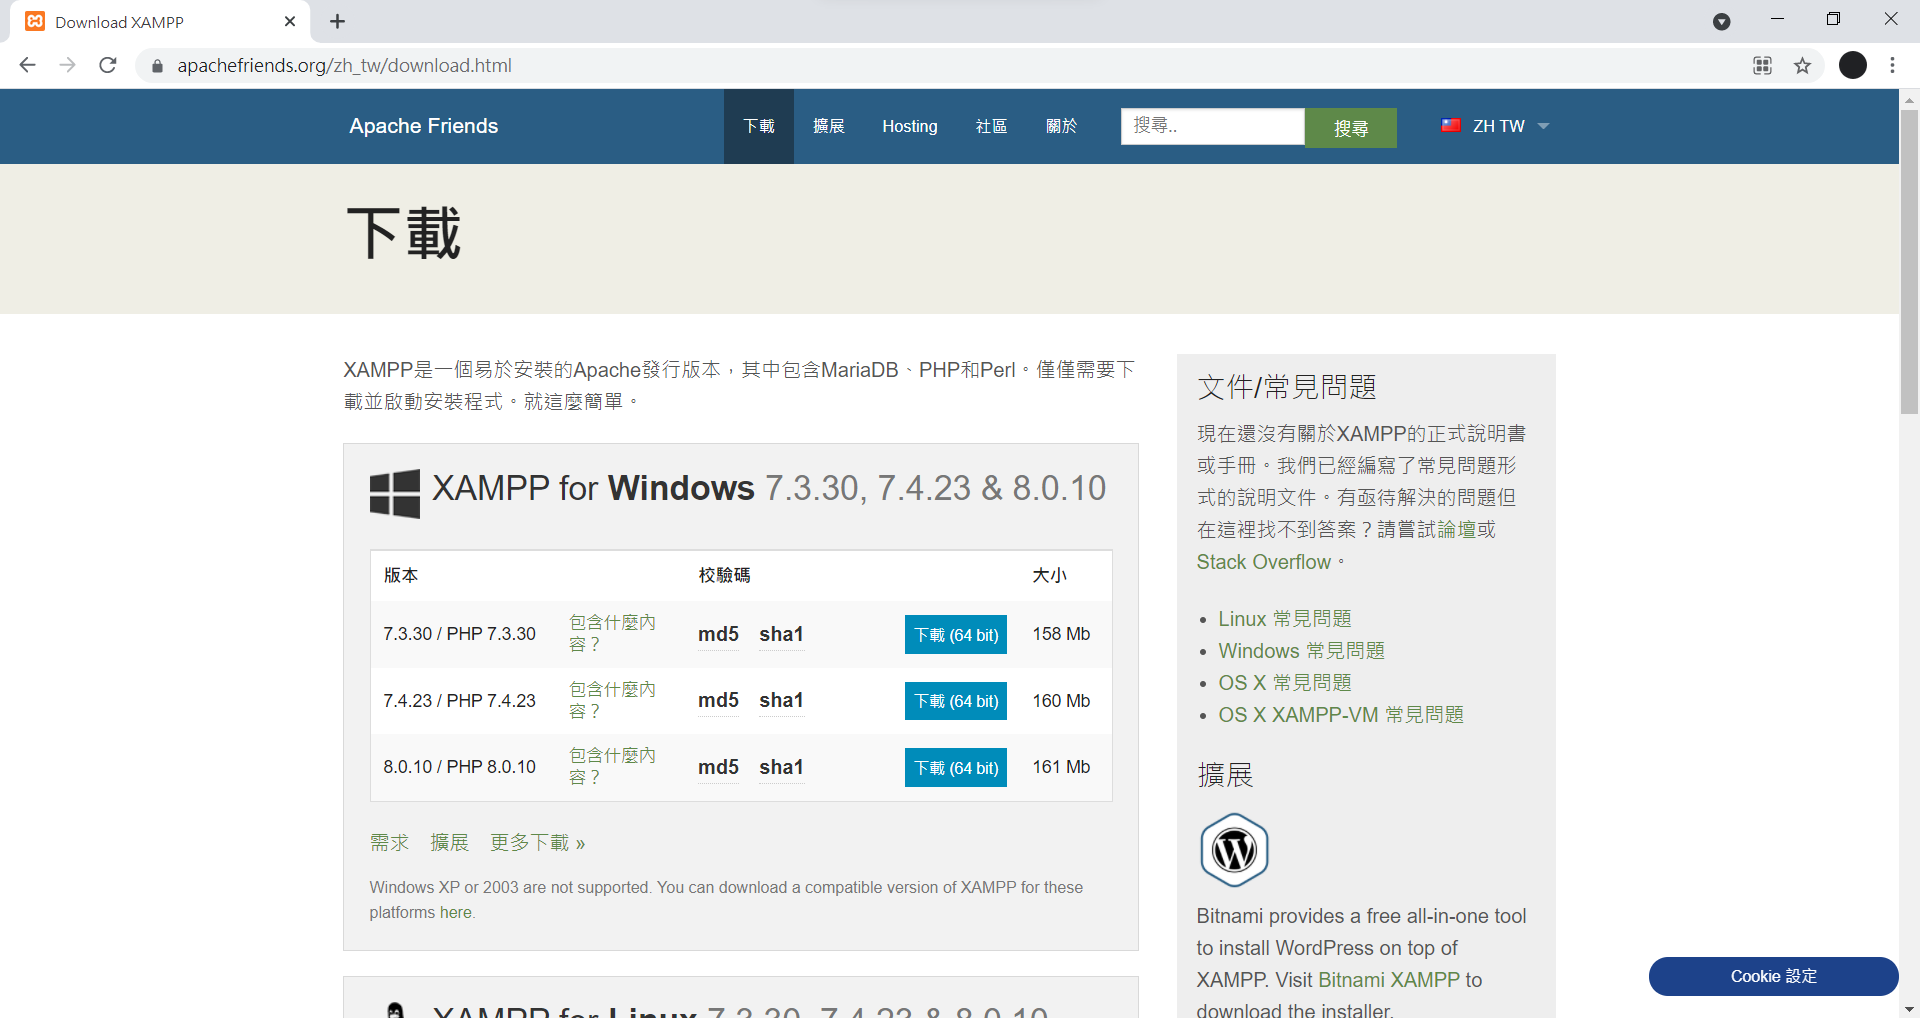 Download XAMPP
apachefriends.org/zh_tw/download.html
Apache Friends 下載 擴展 Hosting 社區 關於 搜尋.. 搜尋 ZH TW
下載
XAMPP是一個易於安裝的Apache發行版本，其中包含MariaDB、PHP和Perl。僅僅需要下
載並啟動安裝程式。就這麼簡單。
XAMPP for Windows 7.3.30, 7.4.23 & 8.0.10
版本 校驗碼 大小
7.3.30 / PHP 7.3.30 包含什麼內
容？ md5 sha1 下載 (64 bit) 158 Mb
7.4.23 / PHP 7.4.23 包含什麼內
容？ md5 sha1 下載 (64 bit) 160 Mb
8.0.10 / PHP 8.0.10 包含什麼內
容？ md5 sha1 下載 (64 bit) 161 Mb
需求 擴展 更多下載 »
Windows XP or 2003 are not supported. You can download a compatible version of XAMPP for these
platforms here.
XAMPP for Linux 7.3.30, 7.4.23 & 8.0.10
文件/常見問題
現在還沒有關於XAMPP的正式說明書
或手冊。我們已經編寫了常見問題形
式的說明文件。有亟待解決的問題但
在這裡找不到答案？請嘗試論壇或
Stack Overflow。
Linux 常見問題
Windows 常見問題
OS X 常見問題
OS X XAMPP-VM 常見問題
擴展
Bitnami provides a free all-in-one tool
to install WordPress on top of
XAMPP. Visit Bitnami XAMPP to
download the installer.
Cookie 設定